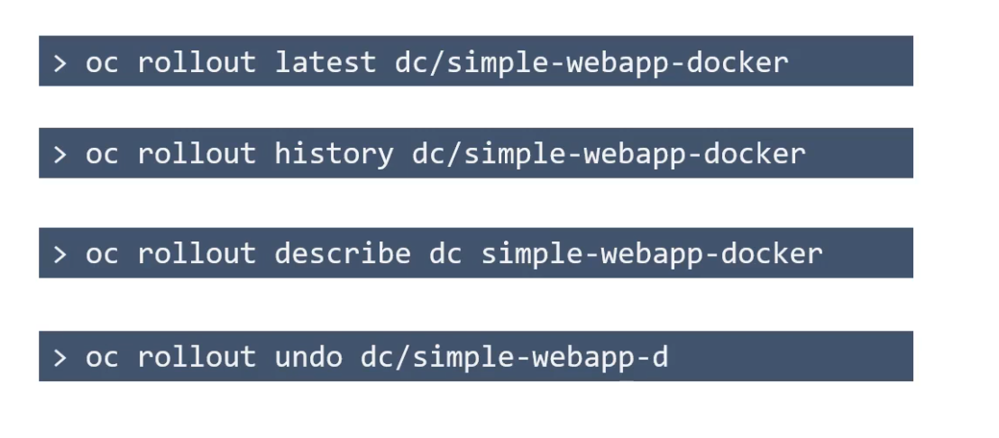 > oc rollout latest dc/simple-webapp-docker
> oc rollout history dc/simple-webapp-docker
> oc rollout describe dc simple-webapp-docker
> oc rollout undo dc/simple-webapp-d